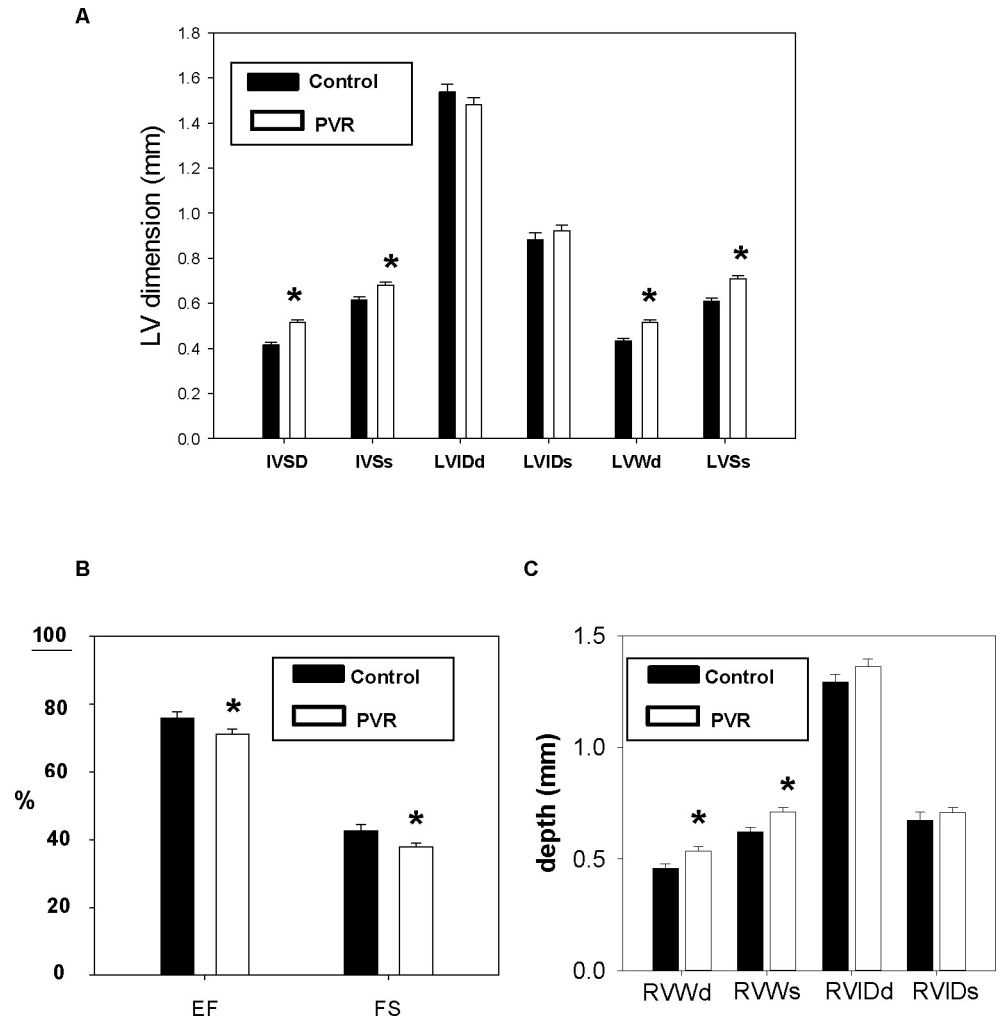 A
LV dimension (mm)
1.8
1.6
1.4
1.2
1.0
0.8
0.6
0.4
0.2
0.0
Control
PVR
*
*
*
*
IVSD IVSs LVIDd LVIDs LVWd LVSs
B
%
100
80
60
40
20
0
Control
PVR
*
*
EF FS
C
depth (mm)
1.5
1.0
0.5
0.0
Control
PVR
*
*
RVWd RVWs RVIDd RVIDs